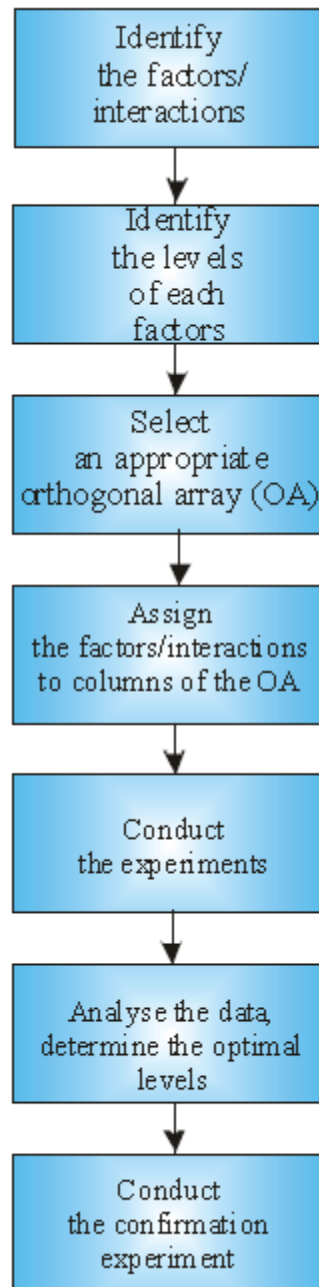 Identify
the factors/
interactions
Identify
the levels
of each
factors
Select
an appropriate
orthogonal array (OA)
Assign
the factors/interactions
to columns of the OA
Conduct
the experiments
Analyse the data,
determine the optimal
levels
Conduct
the confirmation
experiment